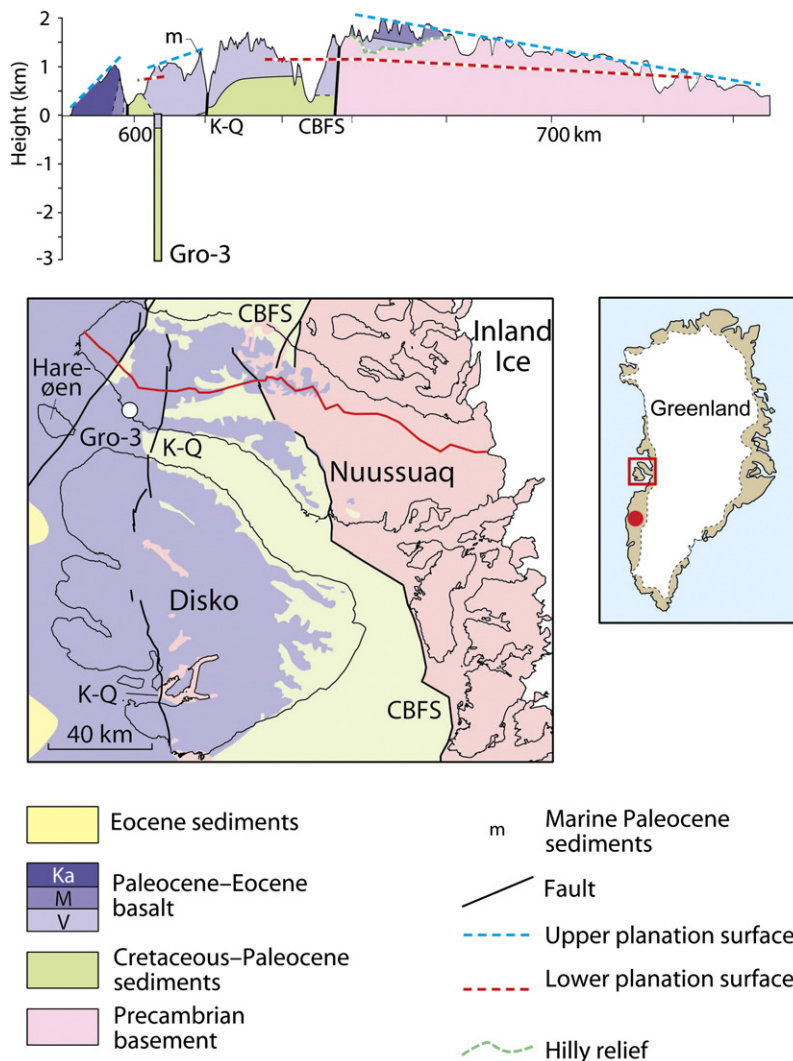 2
m
1
0
600
K-Q
CBFS
700 km
0
-1
-2
-3
Height (km)
Gro-3
CBFS
Inland
Ice
Hare-
øen
Gro-3
K-Q
Nuussuaq
Disko
K-Q
CBFS
40 km
Greenland
Eocene sediments
Ka
M
V
Paleocene–Eocene
basalt
Cretaceous–Paleocene
sediments
Precambrian
basement
m
Marine Paleocene
sediments
Fault
Upper planation surface
Lower planation surface
Hilly relief